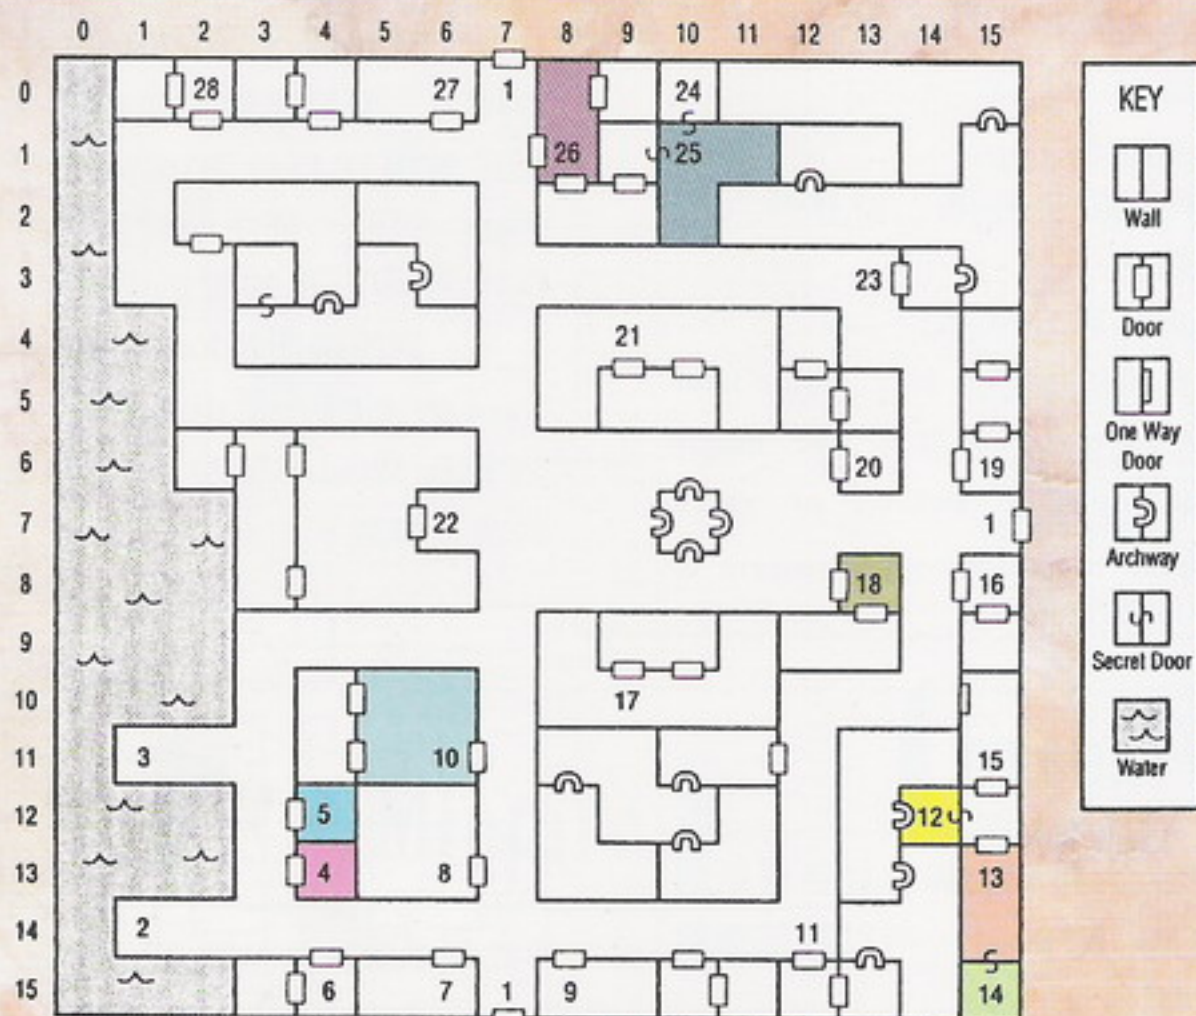 0 1 2 3 4 5 6 7 8 9 10 11 12 13 14 15
0 28 27 1 24
KEY
1 26 25
Wall
2
3 23
Door
4 21
5
One Way
Door
6 20 19
7 22 1
Archway
8 18 16
9
Secret Door
10 17
3 10 15
11
Water
12 5 12
13 4 8 13
14 2 11
15 6 7 1 9 14